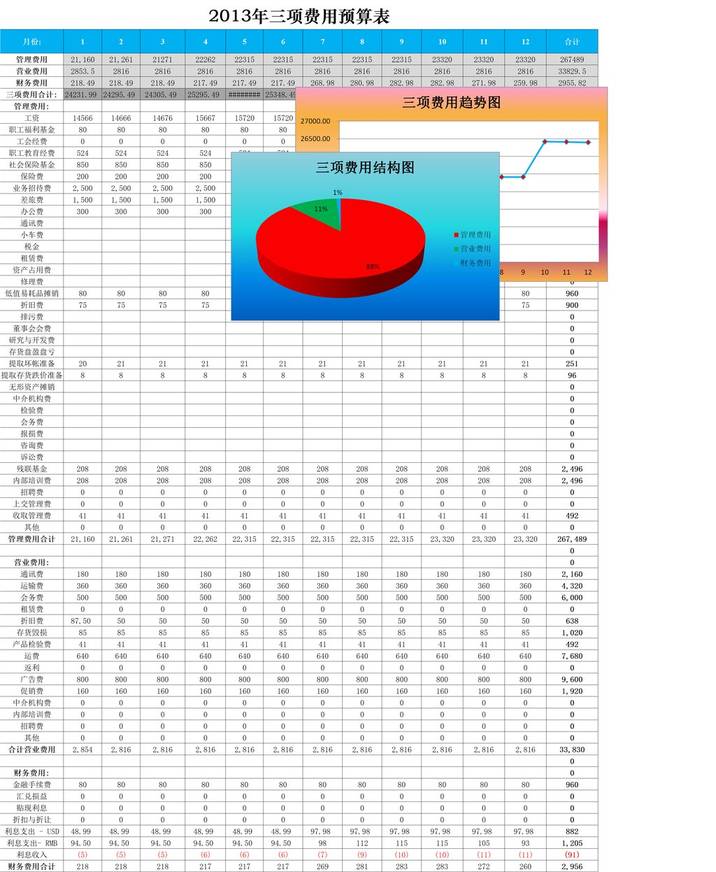 2013年三项费用预算表
月份: 1 2 3 4 5 6 7 8 9 10 11 12 合计
管理费用 21,160 21,261 21271 22262 22315 22315 22315 22315 22315 23320 23320 23320 267489
营业费用 2853.5 2816 2816 2816 2816 2816 2816 2816 2816 2816 2816 2816 33829.5
财务费用 218.49 218.49 218.49 217.49 217.49 217.49 268.98 280.98 282.98 282.98 271.98 259.98 2955.82
三项费用合计: 24231.99 24295.49 24305.49 25295.49 ######## 25348.49
三项费用趋势图
27000.00
26500.00
8 9 10 11 12
三项费用结构图
1%
11%
88%
管理费用
营业费用
财务费用
管理费用:
工资 14566 14666 14676 15667 15720 15720
职工福利基金 80 80 80 80
工会经费 0 0 0 0
职工教育经费 524 524 524 524
社会保险基金 850 850 850 850
保险费 200 200 200 200
业务招待费 2,500 2,500 2,500 2,500
差旅费 1,500 1,500 1,500 1,500
办公费 300 300 300 300
通讯费
小车费
税金
租赁费
资产占用费
修理费 0
低值易耗品摊销 80 80 80 80 80 960
折旧费 75 75 75 75 75 900
排污费 0
董事会会费 0
研究与开发费 0
存货盘盈盘亏 0
提取坏帐准备 20 21 21 21 21 21 21 21 21 21 21 21 251
提取存货跌价准备 8 8 8 8 8 8 8 8 8 8 8 8 96
无形资产摊销 0
中介机构费 0
检验费 0
会务费 0
报损费 0
咨询费 0
诉讼费 0
残联基金 208 208 208 208 208 208 208 208 208 208 208 208 2,496
内部培训费 208 208 208 208 208 208 208 208 208 208 208 208 2,496
招聘费 0 0 0 0 0 0 0 0 0 0 0 0 0
上交管理费 0 0 0 0 0 0 0 0 0 0 0 0 0
收取管理费 41 41 41 41 41 41 41 41 41 41 41 41 492
其他 0 0 0 0 0 0 0 0 0 0 0 0 0
管理费用合计 21,160 21,261 21,271 22,262 22,315 22,315 22,315 22,315 22,315 23,320 23,320 23,320 267,489
0
营业费用: 0
通讯费 180 180 180 180 180 180 180 180 180 180 180 180 2,160
运输费 360 360 360 360 360 360 360 360 360 360 360 360 4,320
会务费 500 500 500 500 500 500 500 500 500 500 500 500 6,000
租赁费 0 0 0 0 0 0 0 0 0 0 0 0 0
折旧费 87.50 50 50 50 50 50 50 50 50 50 50 50 638
存货毁损 85 85 85 85 85 85 85 85 85 85 85 85 1,020
产品检验费 41 41 41 41 41 41 41 41 41 41 41 41 492
运费 640 640 640 640 640 640 640 640 640 640 640 640 7,680
返利 0 0 0 0 0 0 0 0 0 0 0 0 0
广告费 800 800 800 800 800 800 800 800 800 800 800 800 9,600
促销费 160 160 160 160 160 160 160 160 160 160 160 160 1,920
中介机构费 0 0 0 0 0 0 0 0 0 0 0 0 0
内部培训费 0 0 0 0 0 0 0 0 0 0 0 0 0
招聘费 0 0 0 0 0 0 0 0 0 0 0 0 0
其他 0 0 0 0 0 0 0 0 0 0 0 0 0
合计营业费用 2,854 2,816 2,816 2,816 2,816 2,816 2,816 2,816 2,816 2,816 2,816 2,816 33,830
0
财务费用: 0
金融手续费 80 80 80 80 80 80 80 80 80 80 80 80 960
汇兑损益 0 0 0 0 0 0 0 0 0 0 0 0 0
贴现利息 0 0 0 0 0 0 0 0 0 0 0 0 0
折扣与折让 0 0 0 0 0 0 0 0 0 0 0 0 0
利息支出 - USD 48.99 48.99 48.99 48.99 48.99 48.99 97.98 97.98 97.98 97.98 97.98 97.98 882
利息支出- RMB 94.50 94.50 94.50 94.50 94.50 94.50 98 112 115 115 105 93 1,205
利息收入 (5) (5) (5) (6) (6) (6) (7) (9) (10) (10) (11) (11) (91)
财务费用合计 218 218 218 217 217 217 269 281 283 283 272 260 2,956